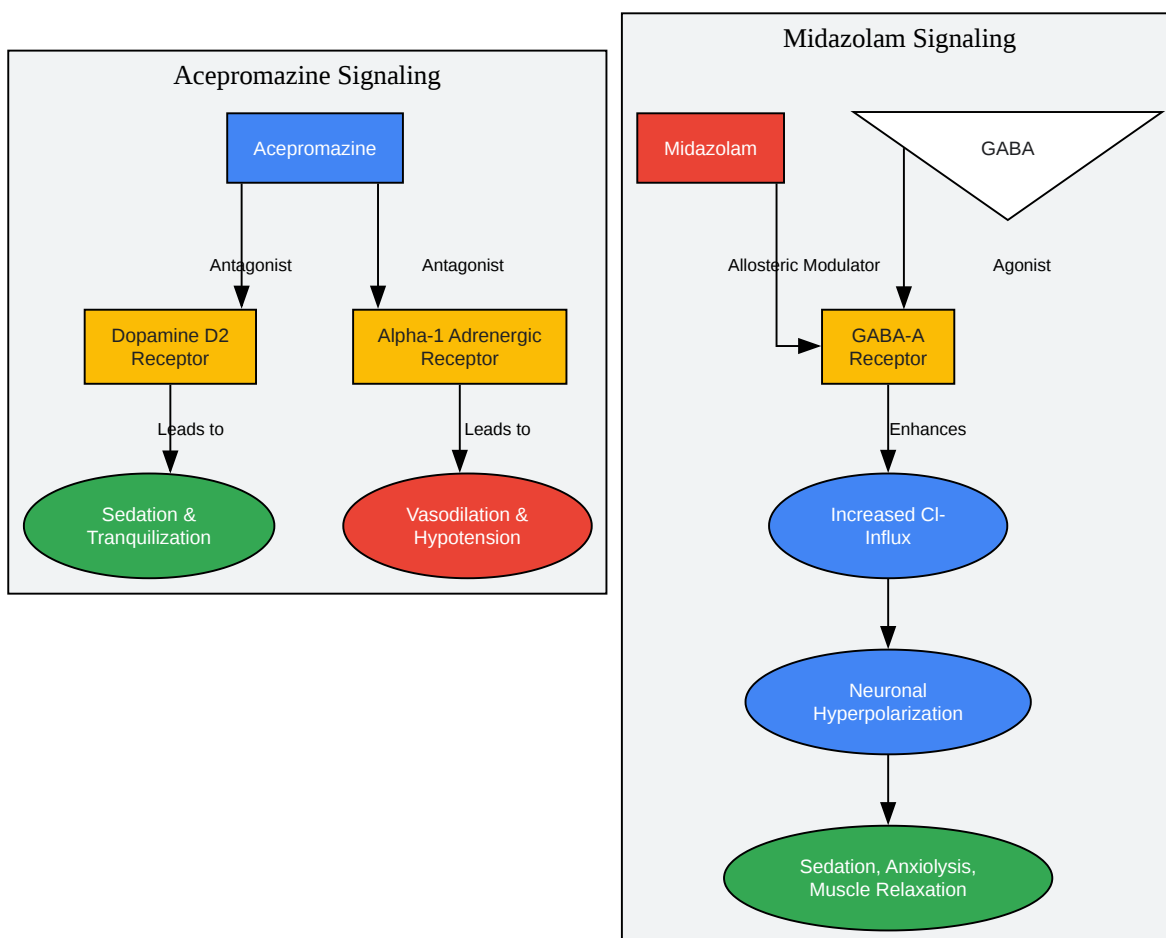 Acepromazine Signaling
Acepromazine
Antagonist
Antagonist
Dopamine D2
Receptor
Alpha-1 Adrenergic
Receptor
Leads to
Leads to
Sedation &
Tranquilization
Vasodilation &
Hypotension
Midazolam Signaling
Midazolam
GABA
Allosteric Modulator
Agonist
GABA-A
Receptor
Enhances
Increased Cl-
Influx
Neuronal
Hyperpolarization
Sedation, Anxiolysis,
Muscle Relaxation